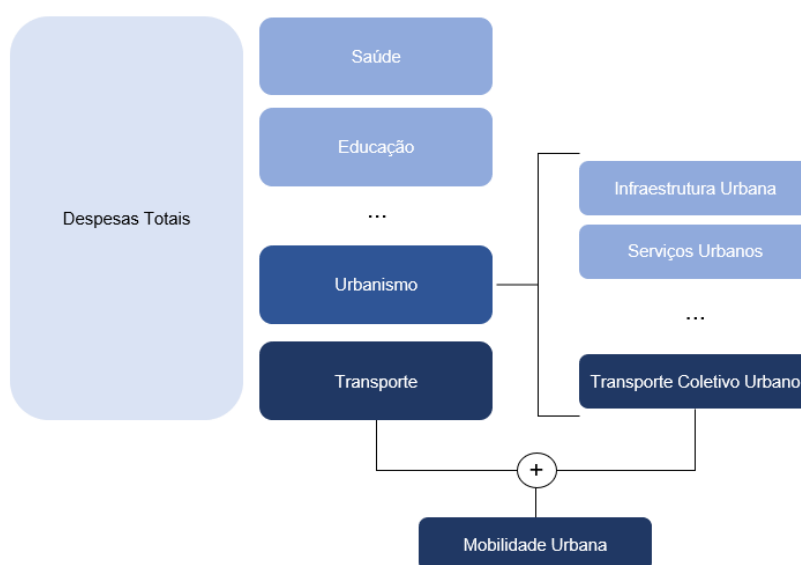 Despesas Totais
Saúde
Educação
...
Urbanismo
Transporte
Infraestrutura Urbana
Serviços Urbanos
...
Transporte Coletivo Urbano
+
Mobilidade Urbana